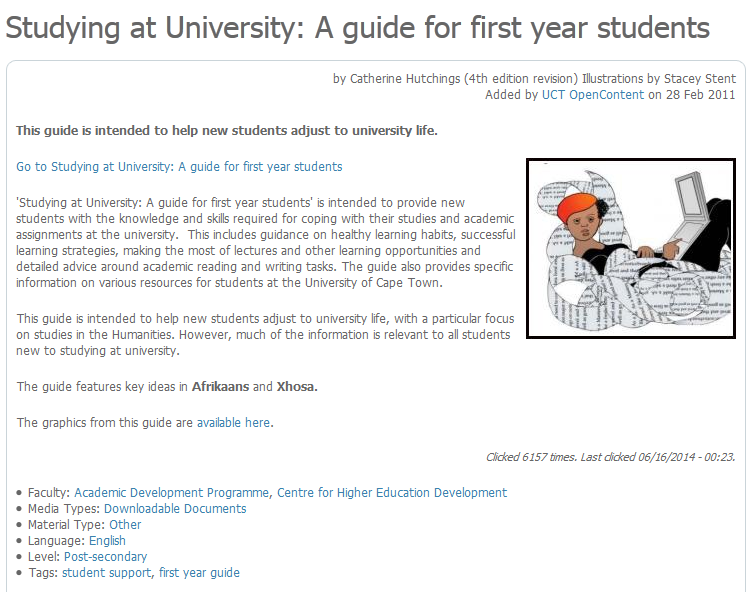 Studying at University: A guide for first year students
by Catherine Hutchings (4th edition revision) Illustrations by Stacey Stent
Added by UCT OpenContent on 28 Feb 2011
This guide is intended to help new students adjust to university life.
Go to Studying at University: A guide for first year students
'Studying at University: A guide for first year students' is intended to provide new
students with the knowledge and skills required for coping with their studies and academic
assignments at the university.  This includes guidance on healthy learning habits, successful
learning strategies, making the most of lectures and other learning opportunities and
detailed advice around academic reading and writing tasks. The guide also provides specific
information on various resources for students at the University of Cape Town.
This guide is intended to help new students adjust to university life, with a particular focus
on studies in the Humanities. However, much of the information is relevant to all students
new to studying at university.
The guide features key ideas in Afrikaans and Xhosa.
The graphics from this guide are available here.
Clicked 6157 times. Last clicked 06/16/2014 - 00:23.
• Faculty: Academic Development Programme, Centre for Higher Education Development
• Media Types: Downloadable Documents
• Material Type: Other
• Language: English
• Level: Post-secondary
• Tags: student support, first year guide